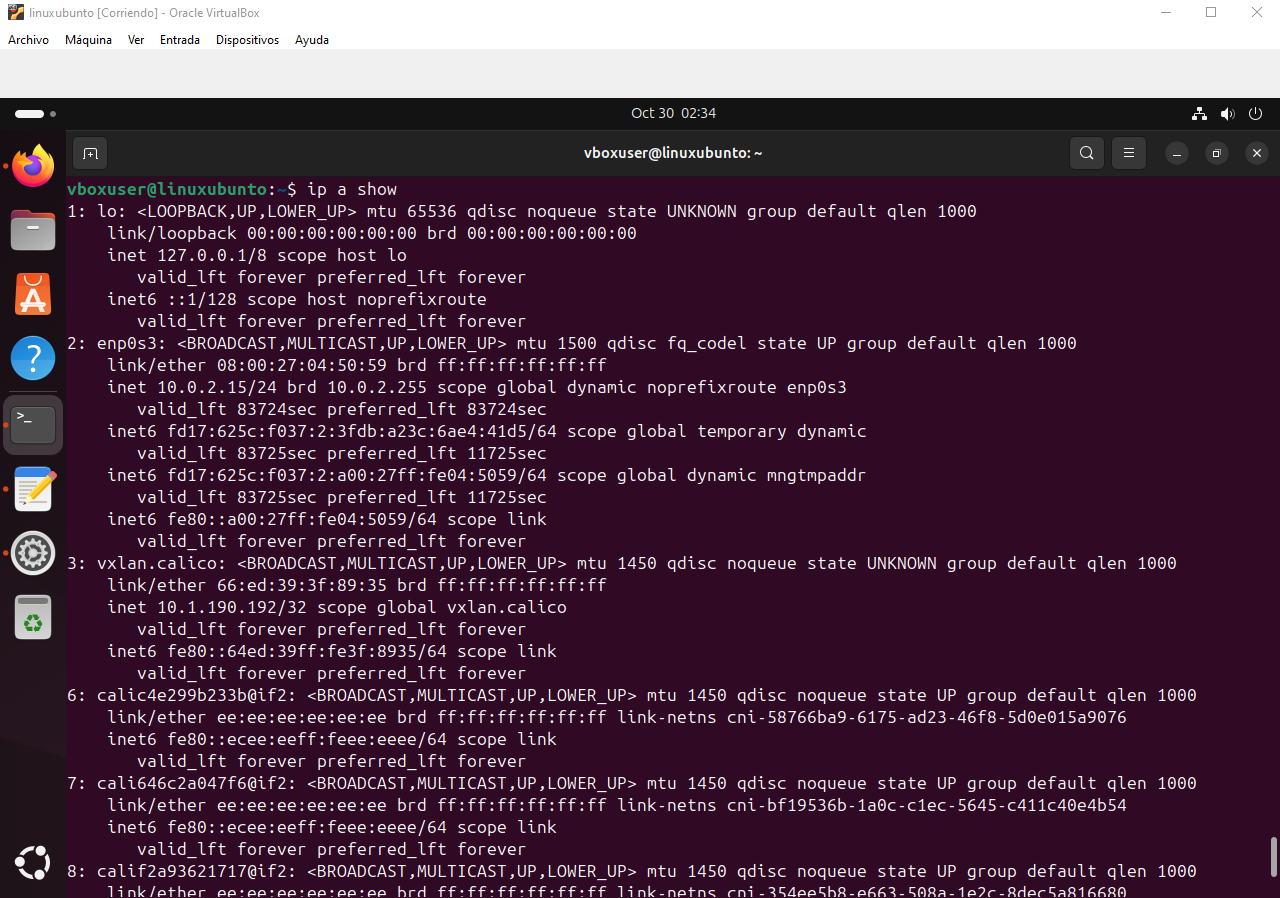 linuxubunto [Corriendo] - Oracle VirtualBox
Archivo Máquina Ver Entrada Dispositivos Ayuda
Oct 30 02:34
vboxuser@linuxubunto: ~
vboxuser@linuxubunto:~$ ip a show
1: lo: <LOOPBACK,UP,LOWER_UP> mtu 65536 qdisc noqueue state UNKNOWN group default qlen 1000
link/loopback 00:00:00:00:00:00 brd 00:00:00:00:00:00
inet 127.0.0.1/8 scope host lo
valid_lft forever preferred_lft forever
inet6 ::1/128 scope host noprefixroute
valid_lft forever preferred_lft forever
2: enp0s3: <BROADCAST,MULTICAST,UP,LOWER_UP> mtu 1500 qdisc fq_codel state UP group default qlen 1000
link/ether 08:00:27:04:50:59 brd ff:ff:ff:ff:ff:ff
inet 10.0.2.15/24 brd 10.0.2.255 scope global dynamic noprefixroute enp0s3
valid_lft 83724sec preferred_lft 83724sec
inet6 fd17:625c:f037:2:3fdb:a23c:6ae4:41d5/64 scope global temporary dynamic
valid_lft 83725sec preferred_lft 11725sec
inet6 fd17:625c:f037:2:a00:27ff:fe04:5059/64 scope global dynamic mngtmpaddr
valid_lft 83725sec preferred_lft 11725sec
inet6 fe80::a00:27ff:fe04:5059/64 scope link
valid_lft forever preferred_lft forever
3: vxlan.calico: <BROADCAST,MULTICAST,UP,LOWER_UP> mtu 1450 qdisc noqueue state UNKNOWN group default qlen 1000
link/ether 66:ed:39:3f:89:35 brd ff:ff:ff:ff:ff:ff
inet 10.1.190.192/32 scope global vxlan.calico
valid_lft forever preferred_lft forever
inet6 fe80::64ed:39ff:fe3f:8935/64 scope link
valid_lft forever preferred_lft forever
6: calic4e299b233b@if2: <BROADCAST,MULTICAST,UP,LOWER_UP> mtu 1450 qdisc noqueue state UP group default qlen 1000
link/ether ee:ee:ee:ee:ee:ee brd ff:ff:ff:ff:ff:ff link-netns cni-58766ba9-6175-ad23-46f8-5d0e015a9076
inet6 fe80::ecee:eeff:feee:eeee/64 scope link
valid_lft forever preferred_lft forever
7: cali646c2a047f6@if2: <BROADCAST,MULTICAST,UP,LOWER_UP> mtu 1450 qdisc noqueue state UP group default qlen 1000
link/ether ee:ee:ee:ee:ee:ee brd ff:ff:ff:ff:ff:ff link-netns cni-bf19536b-1a0c-c1ec-5645-c411c40e4b54
inet6 fe80::ecee:eeff:feee:eeee/64 scope link
valid_lft forever preferred_lft forever
8: calif2a93621717@if2: <BROADCAST,MULTICAST,UP,LOWER_UP> mtu 1450 qdisc noqueue state UP group default qlen 1000
link/ether ee:ee:ee:ee:ee:ee brd ff:ff:ff:ff:ff:ff link-netns cni-354ee5b8-e663-508a-1e2c-8dec5a816680